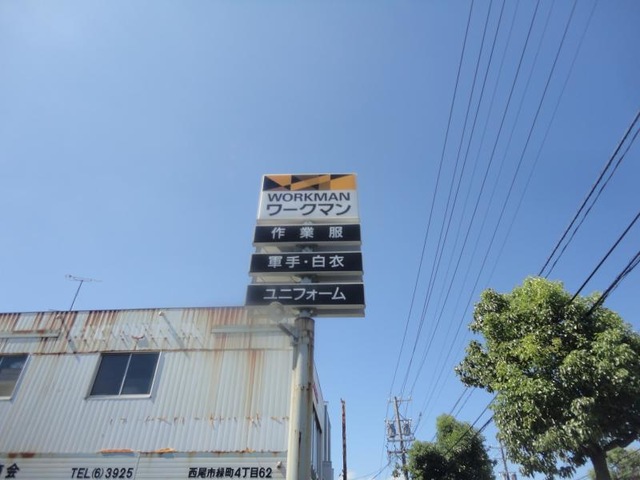 WORKMAN
ワークマン
作業服
軍手・白衣
ユニフォーム
会
TEL(6)3925
西尾市緑町4丁目62